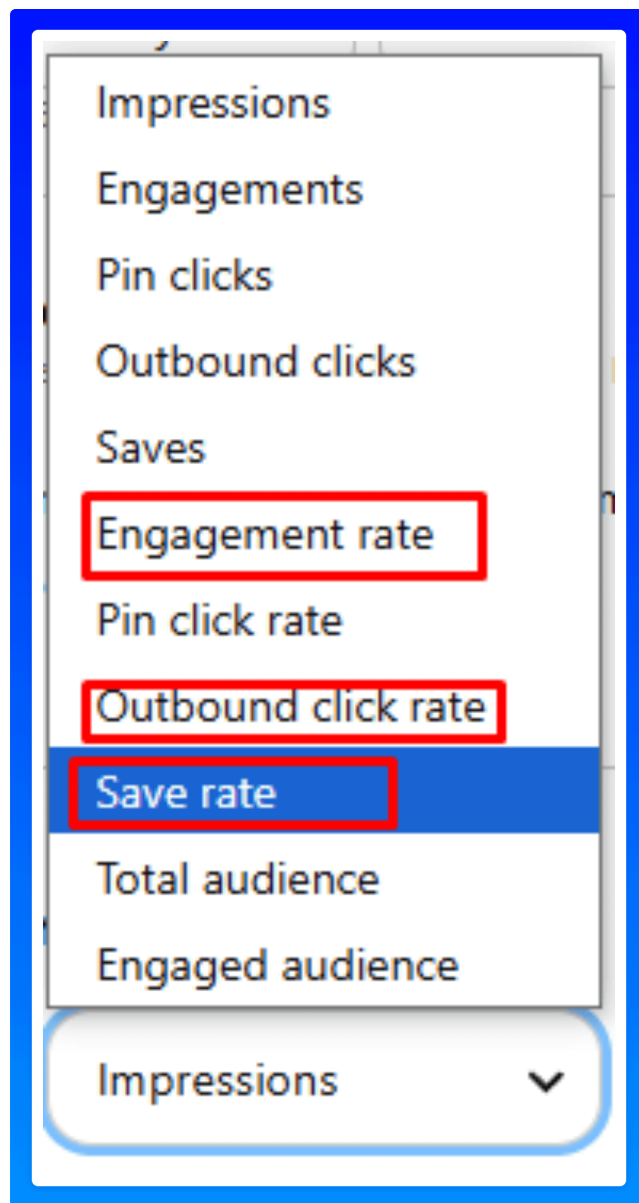 Impressions
Engagements
Pin clicks
Outbound clicks
Saves
Engagement rate
Pin click rate
Outbound click rate
Save rate
Total audience
Engaged audience
Impressions